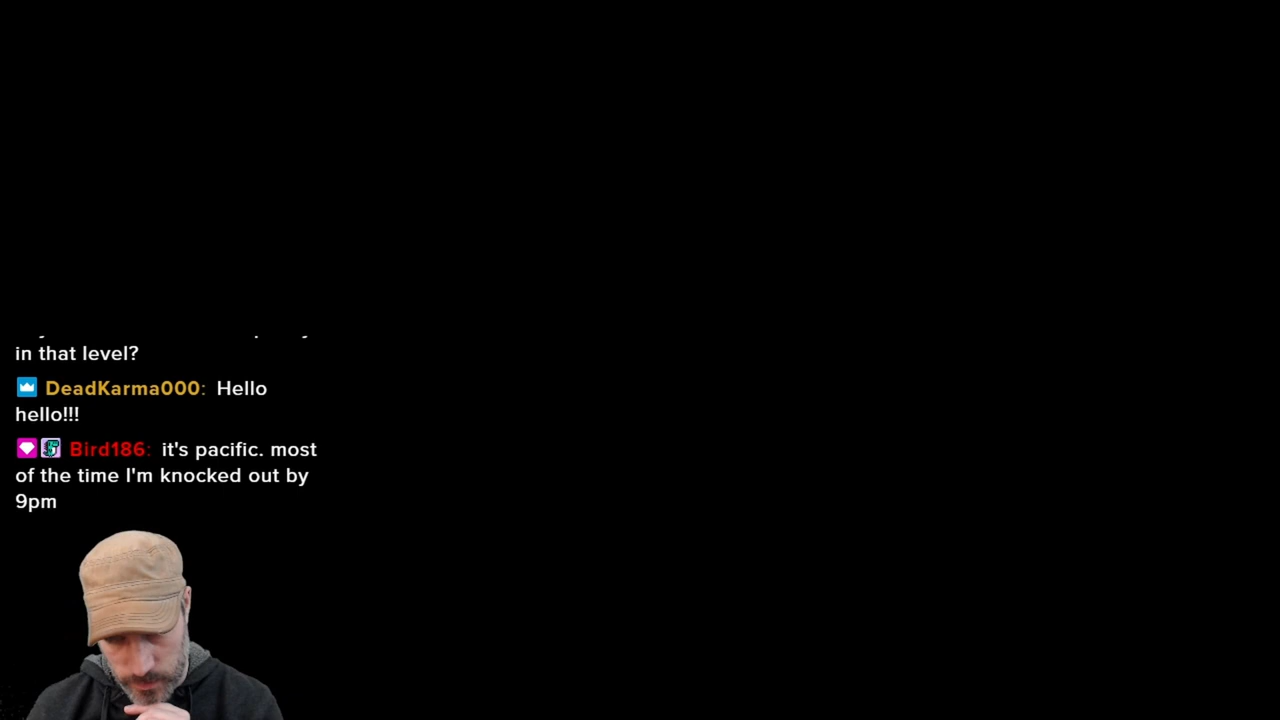 in that level?
DeadKarma000: Hello
hello!!!
Bird186: it's pacific. most
of the time I'm knocked out by
9pm